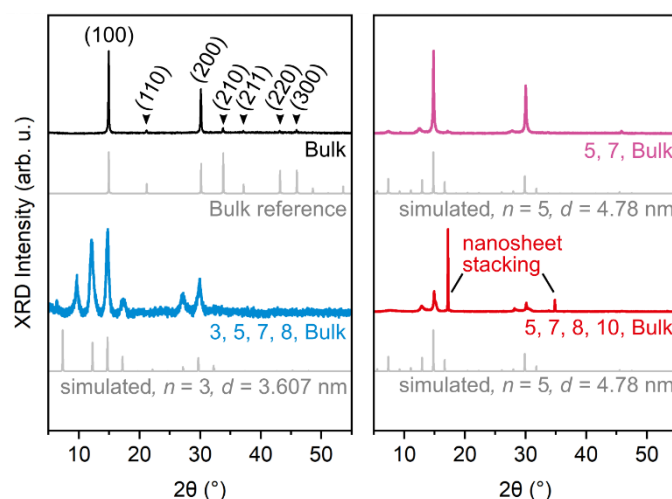 XRD Intensity (arb. u.)
(100)
(110)
(200)
(210)
(211)
(220)
(300)
Bulk
Bulk reference
3, 5, 7, 8, Bulk
simulated, n = 3, d = 3.607 nm
10 20 30 40 50
2θ (°)
5, 7, Bulk
simulated, n = 5, d = 4.78 nm
nanosheet
stacking
5, 7, 8, 10, Bulk
simulated, n = 5, d = 4.78 nm
10 20 30 40 50
2θ (°)